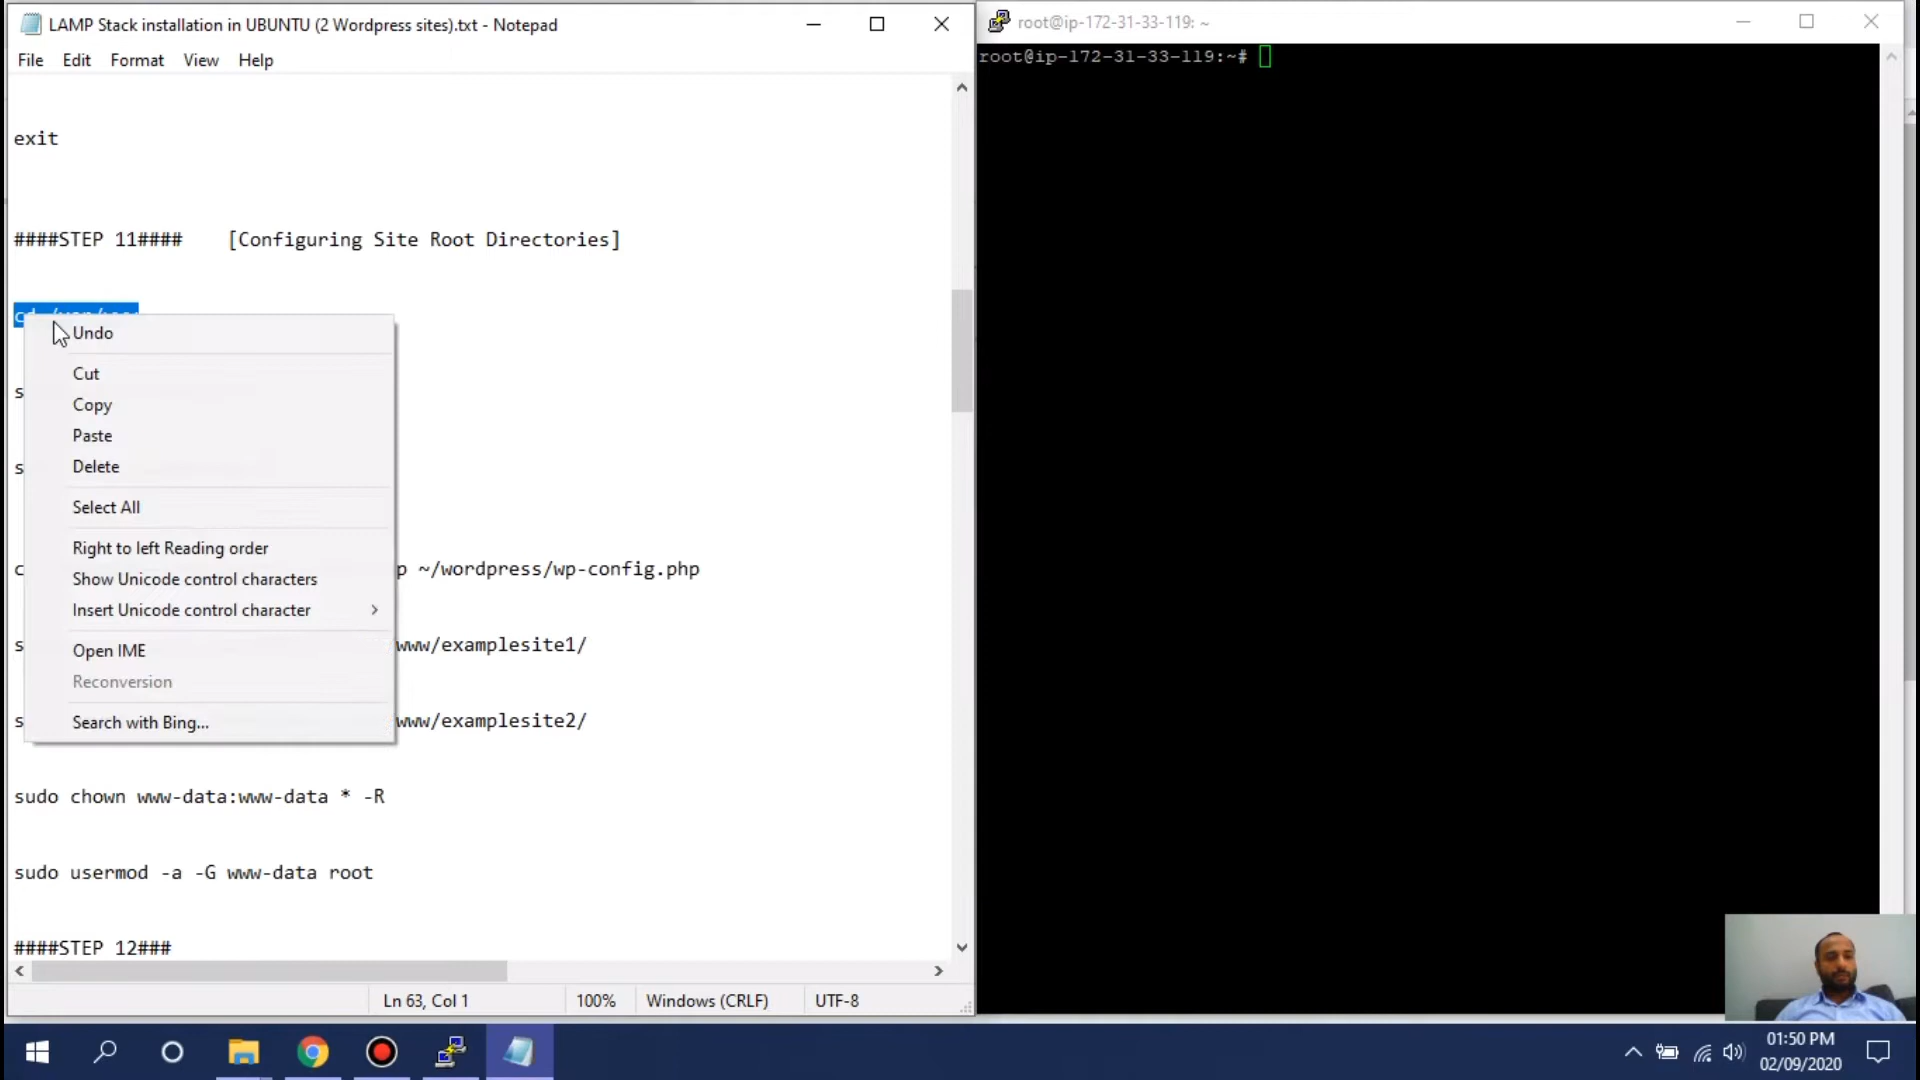 LAMP Stack installation in UBUNTU (2 Wordpress sites).txt - Notepad
File Edit Format View Help
exit
####STEP 11#### [Configuring Site Root Directories]
Undo
Cut
Copy
Paste
Delete
Select All
Right to left Reading order
Show Unicode control characters
Insert Unicode control character
Open IME
Reconversion
Search with Bing...
s
s
c
p ~/wordpress/wp-config.php
s
www/examplesite1/
s
www/examplesite2/
sudo chown www-data:www-data * -R
sudo usermod -a -G www-data root
####STEP 12###
Ln 63, Col 1
100%
Windows (CRLF)
UTF-8
root@ip-172-31-33-119: ~
root@ip-172-31-33-119:~#
01:50 PM
02/09/2020